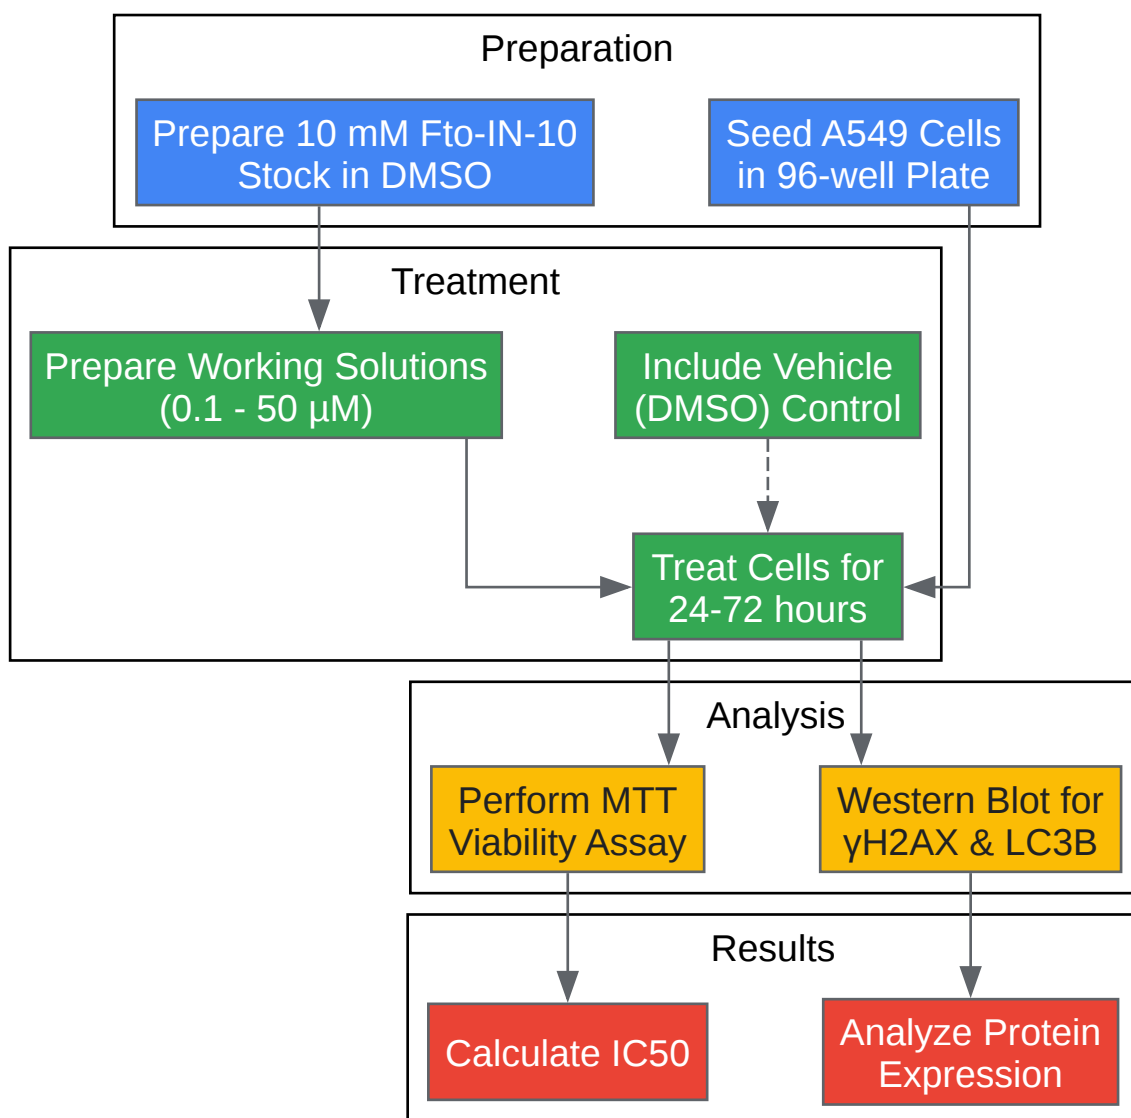 Preparation
Prepare 10 mM Fto-IN-10
Stock in DMSO
Seed A549 Cells
in 96-well Plate
Treatment
Prepare Working Solutions
(0.1 - 50 µM)
Include Vehicle
(DMSO) Control
Treat Cells for
24-72 hours
Analysis
Perform MTT
Viability Assay
Western Blot for
γH2AX & LC3B
Results
Calculate IC50
Analyze Protein
Expression